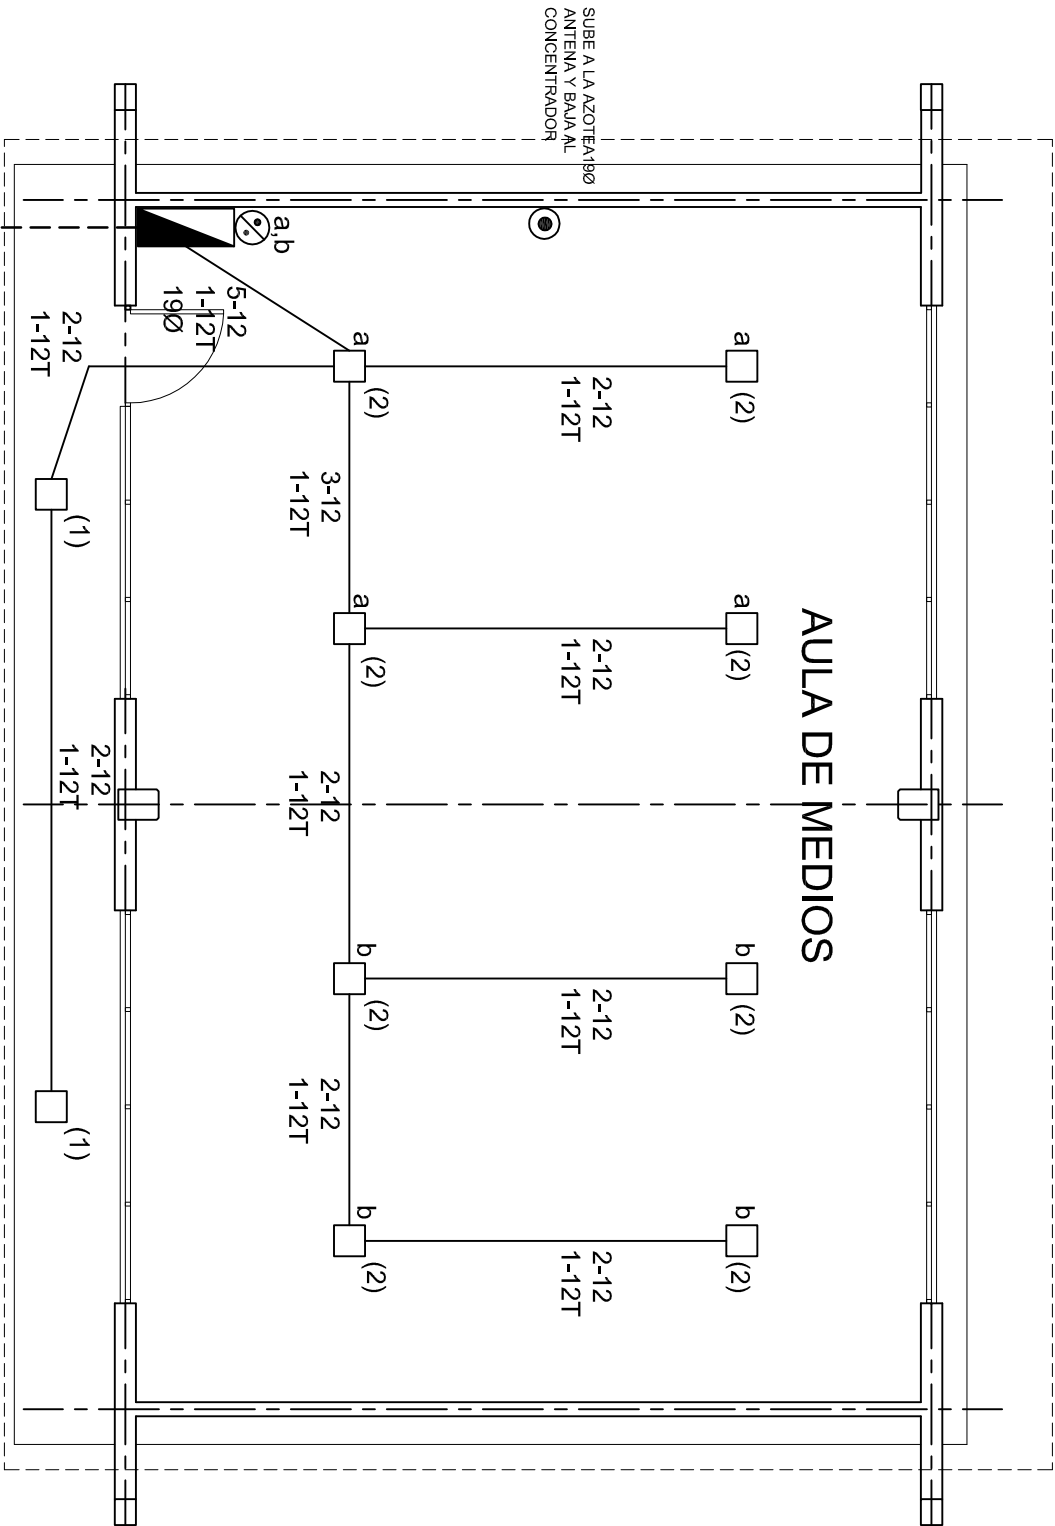 SUBE A LA AZOTEA19Ø
ANTENA Y BAJA AL
CONCENTRADOR
a,b
5-12
1-12T
19Ø
2-12
1-12T
a
(2)
2-12
1-12T
a
(2)
(1)
3-12
1-12T
a
(2)
2-12
1-12T
a
(2)
AULA DE MEDIOS
2-12
1-12T
2-12
1-12T
b
(2)
2-12
1-12T
b
(2)
2-12
1-12T
(1)
b
(2)
2-12
1-12T
b
(2)